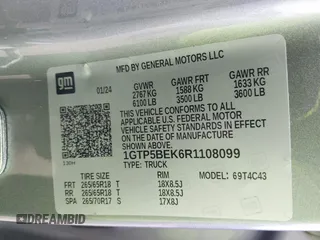 gm
MFD BY GENERAL MOTORS LLC
01/24
GVWR GAWR FRT GAWR RR
2767 KG 1588 KG 1633 KG
6100 LB 3500 LB 3600 LB
THIS VEHICLE CONFORMS TO ALL
APPLICABLE U.S. FEDERAL MOTOR
VEHICLE SAFETY STANDARDS IN
EFFECT ON THE DATE OF
MANUFACTURE SHOWN ABOVE.
1GTP5BEK6R1108099
TYPE: TRUCK MODEL: 69T4C43
TIRE SIZE RIM
FRT 265/65R18 T 18X8.5J
RR 265/65R18 T 18X8.5J
SPA 265/70R17 S 17X8J
DREAMBID